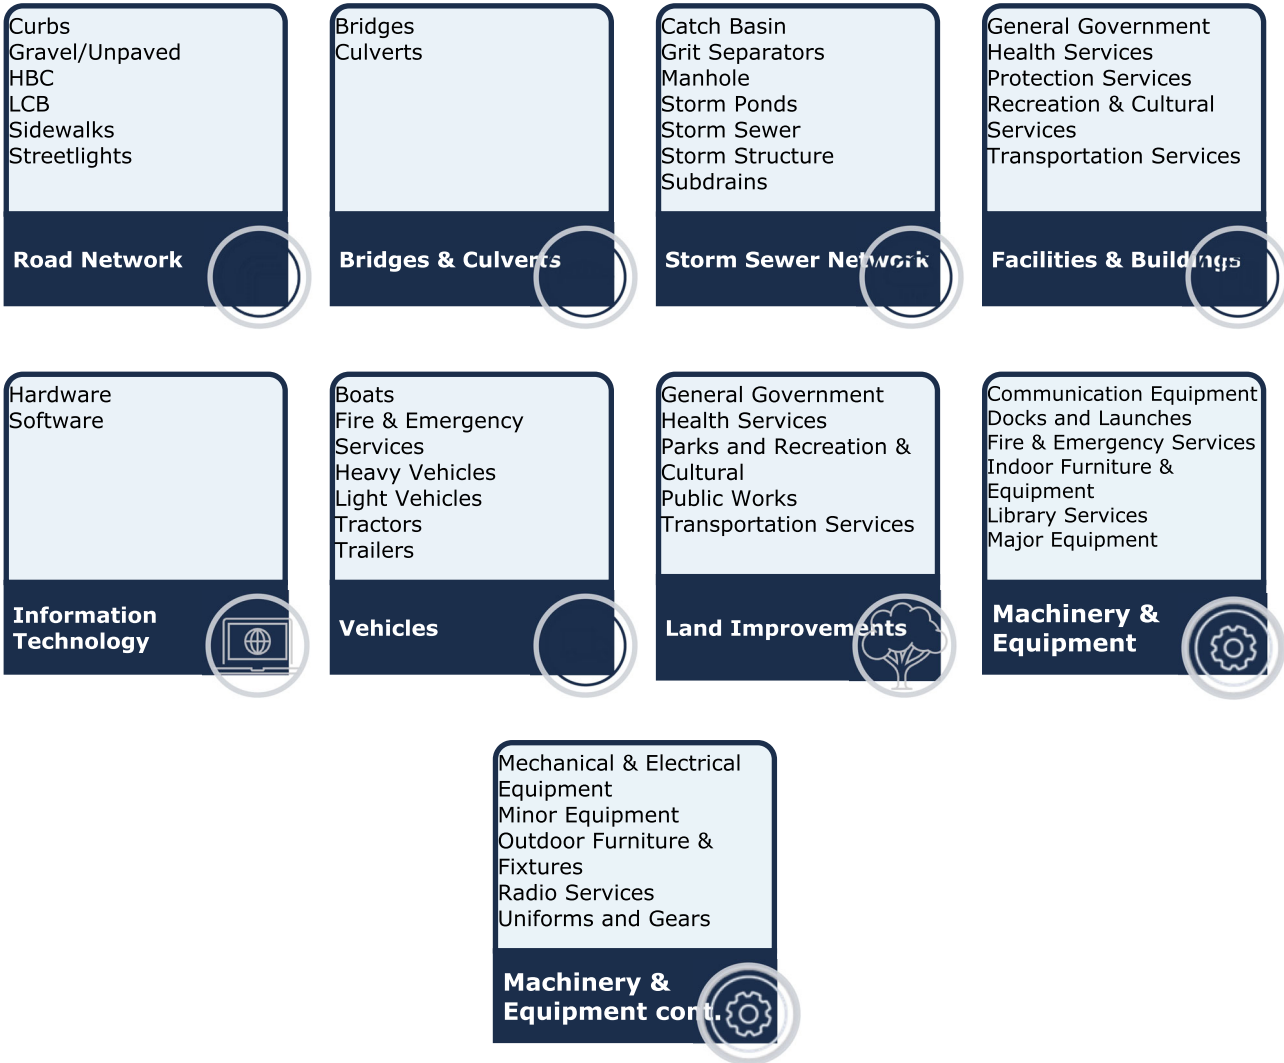 Curbs
Gravel/Unpaved
HBC
LCB
Sidewalks
Streetlights
Road Network
Bridges
Culverts
Bridges & Culverts
Catch Basin
Grit Separators
Manhole
Storm Ponds
Storm Sewer
Storm Structure
Subdrains
Storm Sewer Network
General Government
Health Services
Protection Services
Recreation & Cultural
Services
Transportation Services
Facilities & Buildings
Hardware
Software
Information
Technology
Boats
Fire & Emergency
Services
Heavy Vehicles
Light Vehicles
Tractors
Trailers
Vehicles
General Government
Health Services
Parks and Recreation &
Cultural
Public Works
Transportation Services
Land Improvements
Communication Equipment
Docks and Launches
Fire & Emergency Services
Indoor Furniture &
Equipment
Library Services
Major Equipment
Machinery &
Equipment
Mechanical & Electrical
Equipment
Minor Equipment
Outdoor Furniture &
Fixtures
Radio Services
Uniforms and Gears
Machinery &
Equipment cont.